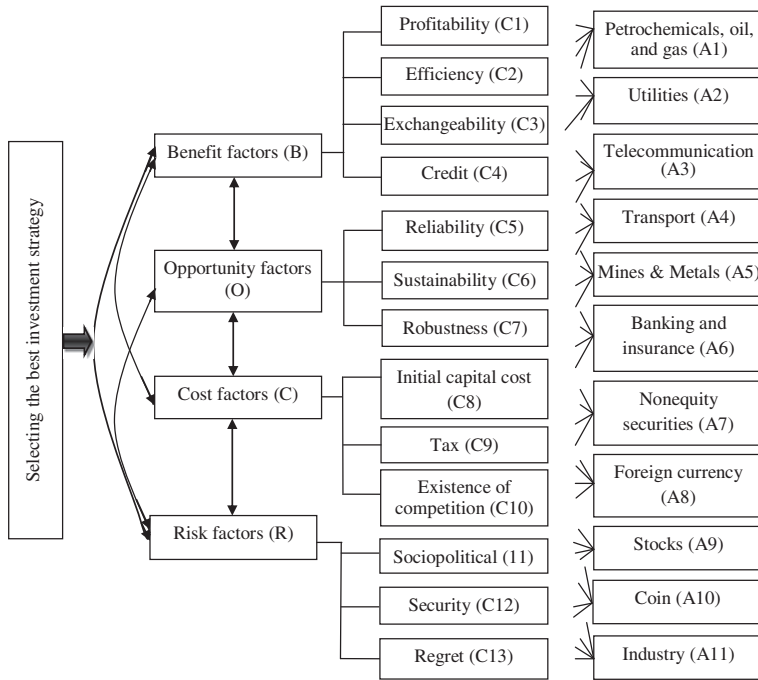 Selecting the best investment strategy
Benefit factors (B)
Opportunity factors
(O)
Cost factors (C)
Risk factors (R)
Profitability (C1)
Efficiency (C2)
Exchangeability (C3)
Credit (C4)
Reliability (C5)
Sustainability (C6)
Robustness (C7)
Initial capital cost
(C8)
Tax (C9)
Existence of
competition (C10)
Sociopolitical (11)
Security (C12)
Regret (C13)
Petrochemicals, oil,
and gas (A1)
Utilities (A2)
Telecommunication
(A3)
Transport (A4)
Mines & Metals (A5)
Banking and
insurance (A6)
Nonequity
securities (A7)
Foreign currency
(A8)
Stocks (A9)
Coin (A10)
Industry (A11)